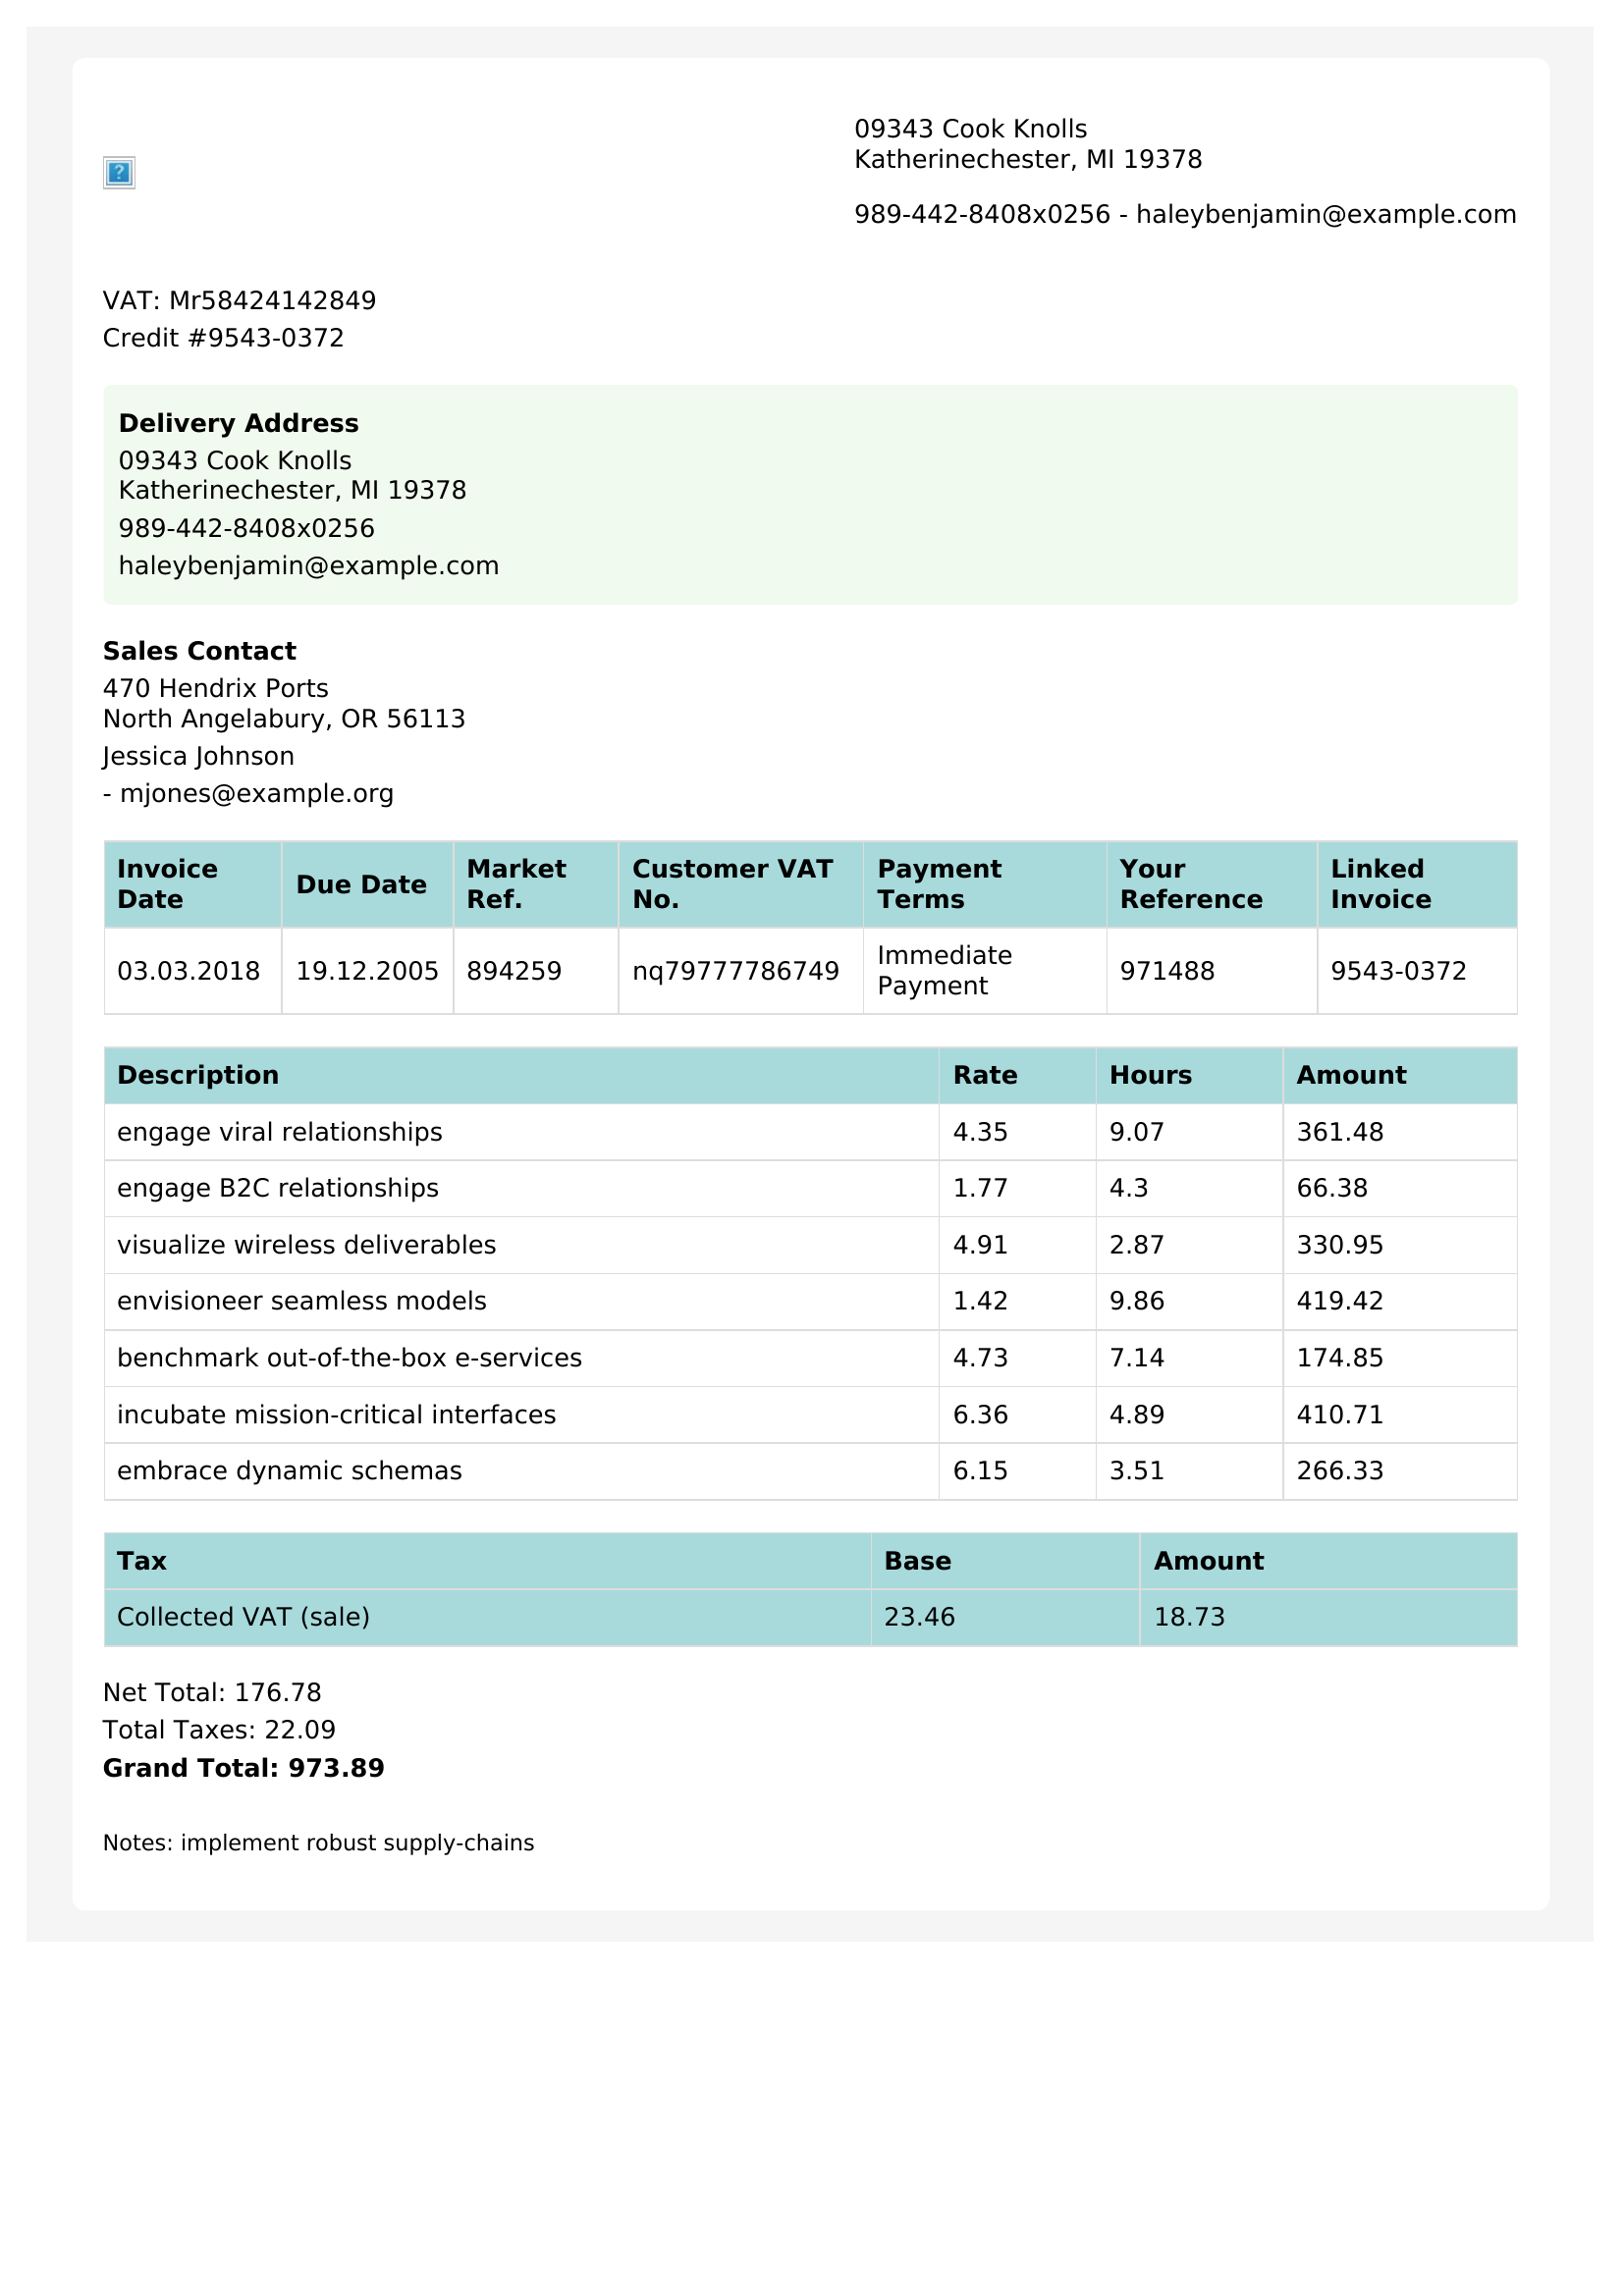 09343 Cook Knolls
Katherinechester, MI 19378
989-442-8408x0256 - haleybenjamin@example.com
VAT: Mr58424142849
Credit #9543-0372
Delivery Address
09343 Cook Knolls
Katherinechester, MI 19378
989-442-8408x0256
haleybenjamin@example.com
Sales Contact
470 Hendrix Ports
North Angelabury, OR 56113
Jessica Johnson
- mjones@example.org
Invoice Date Due Date Market Ref. Customer VAT No. Payment Terms Your Reference Linked Invoice
03.03.2018 19.12.2005 894259 nq79777786749 Immediate Payment 971488 9543-0372
Description Rate Hours Amount
engage viral relationships 4.35 9.07 361.48
engage B2C relationships 1.77 4.3 66.38
visualize wireless deliverables 4.91 2.87 330.95
envisioneer seamless models 1.42 9.86 419.42
benchmark out-of-the-box e-services 4.73 7.14 174.85
incubate mission-critical interfaces 6.36 4.89 410.71
embrace dynamic schemas 6.15 3.51 266.33
Tax Base Amount
Collected VAT (sale) 23.46 18.73
Net Total: 176.78
Total Taxes: 22.09
Grand Total: 973.89
Notes: implement robust supply-chains